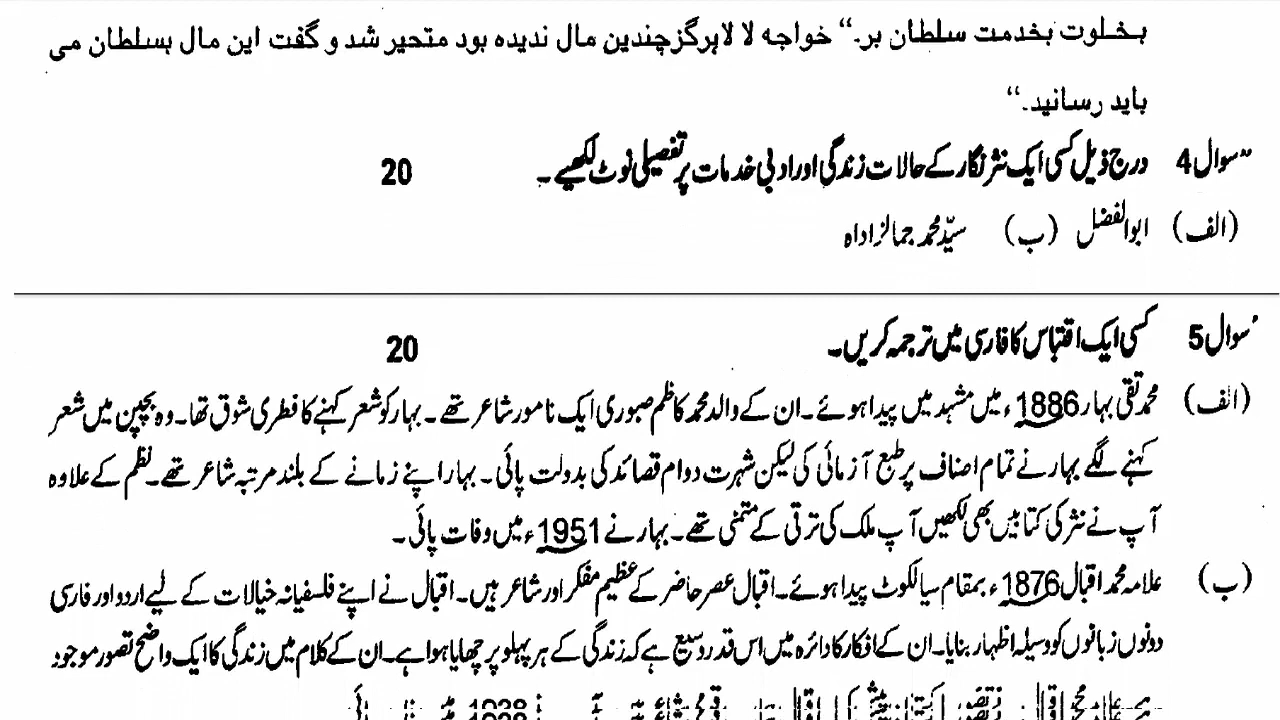 بخلوت بخدمت سلطان بر۔“ خواجه لا لاہرگز چندین مال ندیدہ بود متحیر شد و گفت این مال بسلطان می
باید رسانید۔“
سوال 4 درج ذیل کسی ایک نثر نگار کے حالات زندگی اور ادبی خدمات پر تفصیلی نوٹ لکھیے۔ 20
(الف) ابوالفضل (ب) سیّد محمد جمالزاداہ
سوال 5 کسی ایک اقتباس کا فارسی میں ترجمہ کریں۔ 20
(الف) محمد تقی بہار 1886ء میں مشہد میں پیدا ہوئے۔ ان کے والد محمد کاظم صبوری ایک نامور شاعر تھے۔ بہار کو شعر کہنے کا فطری شوق تھا۔ وہ بچپن میں شعر
کہنے لگے بہار نے تمام اصناف پر طبع آزمائی کی لیکن شہرت دوام قصائد کی بدولت پائی۔ بہار اپنے زمانے کے بلند مرتبہ شاعر تھے۔ نظم کے علاوہ
آپ نے نثر کی کتابیں بھی لکھیں آپ ملک کی ترقی کے متمنی تھے۔ بہار نے 1951ء میں وفات پائی۔
(ب) علامہ محمد اقبال 1876ء بمقام سیالکوٹ پیدا ہوئے۔ اقبال عصر حاضر کے عظیم مفکر اور شاعر ہیں۔ اقبال نے اپنے فلسفیانہ خیالات کے لیے اردو اور فارسی
دونوں زبانوں کو وسیلہ اظہار بنایا۔ ان کے افکار کا دائرہ میں اس قدر وسیع ہے کہ زندگی کے ہر پہلو پر چھایا ہوا ہے۔ ان کے کلام میں زندگی کا ایک واضح تصور موجود